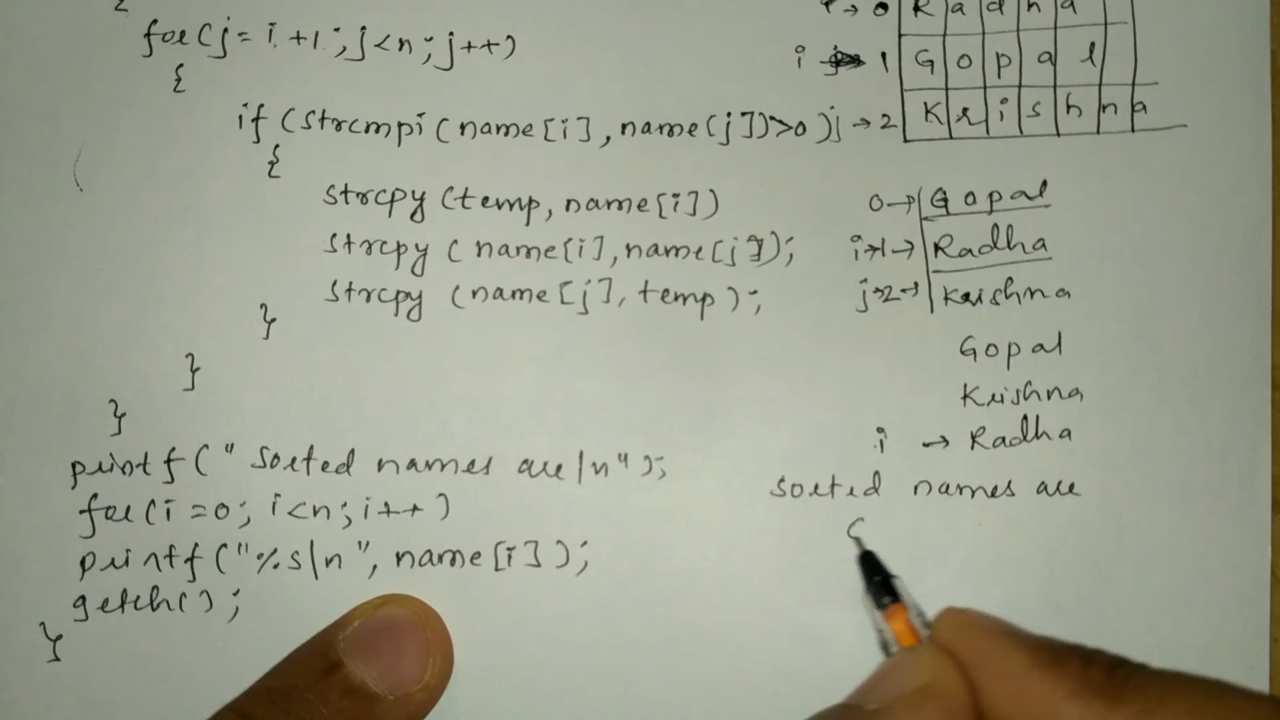 {
for(j=i+1;j<n;j++)
{
if(strcmpi(name[i],name[j])>0)
{
strcpy(temp,name[i])
strcpy(name[i],name[j]);
strcpy(name[j],temp);
}
}
}
printf("Sorted names are\n");
for(i=0;i<n;i++)
printf("%s\n",name[i]);
getch();
}
→ 0 R a d h a
i 1 G o p a l
j → 2 K r i s h n a
0→ Gopal
i→1→ Radha
j→2→ Krishna
Gopal
Krishna
i → Radha
sorted names are
G